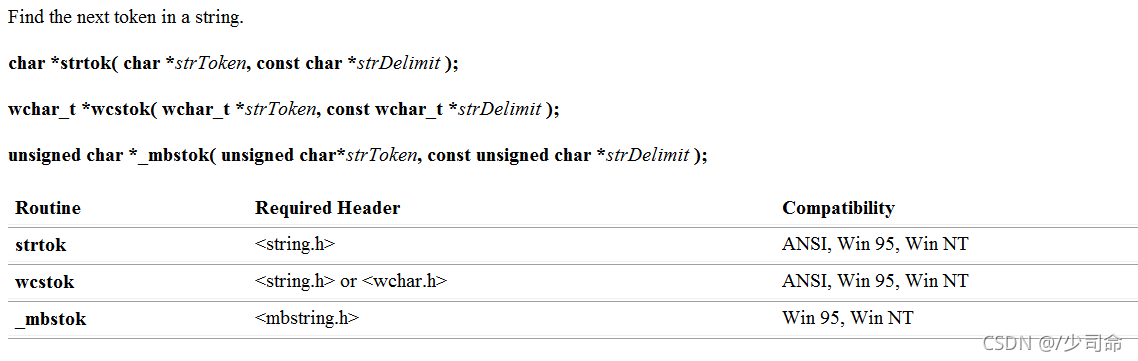 Find the next token in a string.
char *strtok( char *strToken, const char *strDelimit );
wchar_t *wcstok( wchar_t *strToken, const wchar_t *strDelimit );
unsigned char *_mbstok( unsigned char*strToken, const unsigned char *strDelimit );
Routine Required Header Compatibility
strtok <string.h> ANSI, Win 95, Win NT
wcstok <string.h> or <wchar.h> ANSI, Win 95, Win NT
_mbstok <mbstring.h> Win 95, Win NT
CSDN @/少司命